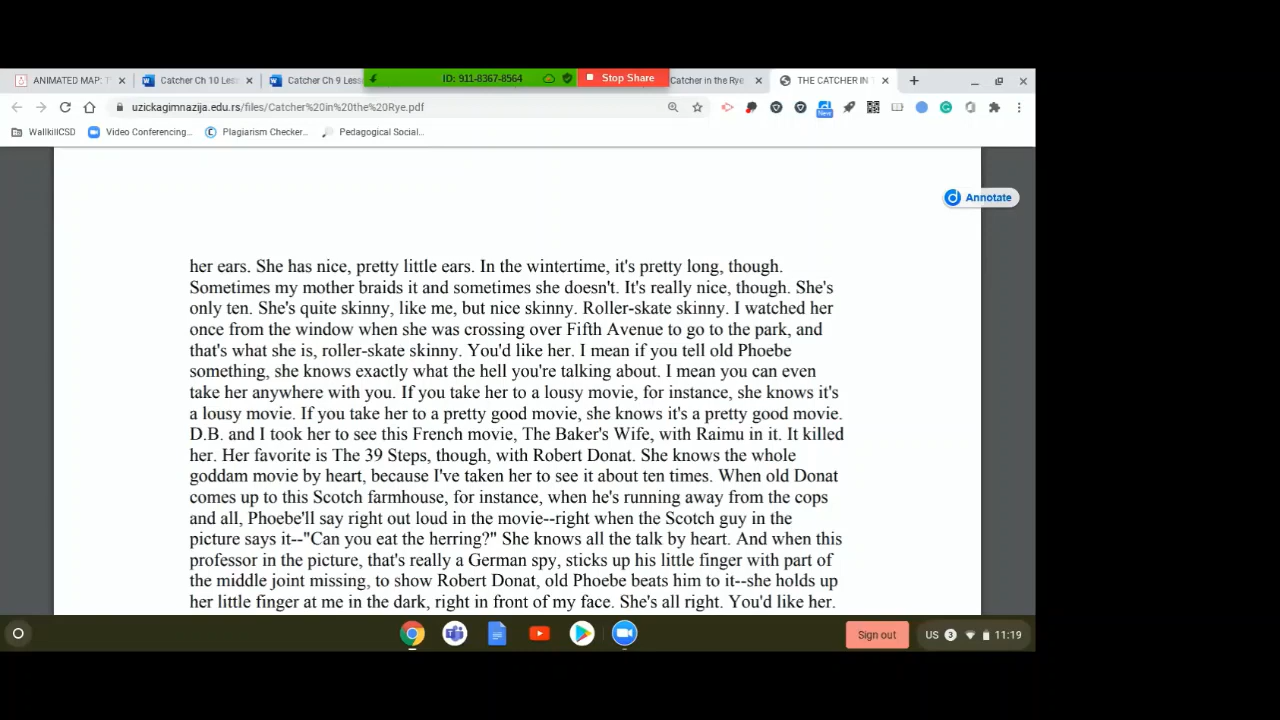 ANIMATED MAP: T
Catcher Ch 10 Less
Catcher Ch 9 Less
ID: 911-8367-8564
Stop Share
Catcher in the Rye
THE CATCHER IN T
uzickagimnazija.edu.rs/files/Catcher%20in%20the%20Rye.pdf
New
WallkillCSD
Video Conferencing...
Plagiarism Checker...
Pedagogical Social...
Annotate
her ears. She has nice, pretty little ears. In the wintertime, it's pretty long, though.
Sometimes my mother braids it and sometimes she doesn't. It's really nice, though. She's
only ten. She's quite skinny, like me, but nice skinny. Roller-skate skinny. I watched her
once from the window when she was crossing over Fifth Avenue to go to the park, and
that's what she is, roller-skate skinny. You'd like her. I mean if you tell old Phoebe
something, she knows exactly what the hell you're talking about. I mean you can even
take her anywhere with you. If you take her to a lousy movie, for instance, she knows it's
a lousy movie. If you take her to a pretty good movie, she knows it's a pretty good movie.
D.B. and I took her to see this French movie, The Baker's Wife, with Raimu in it. It killed
her. Her favorite is The 39 Steps, though, with Robert Donat. She knows the whole
goddam movie by heart, because I've taken her to see it about ten times. When old Donat
comes up to this Scotch farmhouse, for instance, when he's running away from the cops
and all, Phoebe'll say right out loud in the movie--right when the Scotch guy in the
picture says it--"Can you eat the herring?" She knows all the talk by heart. And when this
professor in the picture, that's really a German spy, sticks up his little finger with part of
the middle joint missing, to show Robert Donat, old Phoebe beats him to it--she holds up
her little finger at me in the dark, right in front of my face. She's all right. You'd like her.
Sign out
US
3
11:19